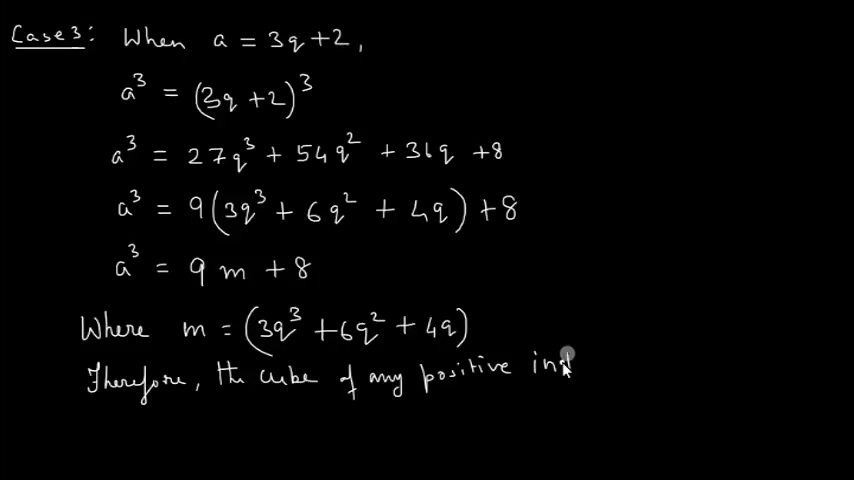 Case 3: When a = 3q + 2,
a³ = (3q + 2)³
a³ = 27q³ + 54q² + 36q + 8
a³ = 9(3q³ + 6q² + 4q) + 8
a³ = 9m + 8
Where m = (3q³ + 6q² + 4q)
Therefore, the cube of any positive int